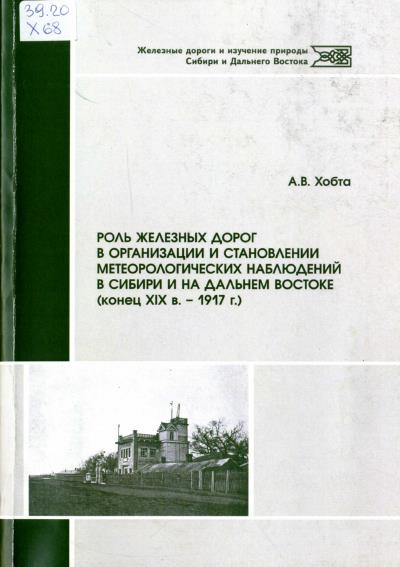 39.20
Х68
Железные дороги и изучение природы
Сибири и Дальнего Востока
А.В. Хобта
РОЛЬ ЖЕЛЕЗНЫХ ДОРОГ
В ОРГАНИЗАЦИИ И СТАНОВЛЕНИИ
МЕТЕОРОЛОГИЧЕСКИХ НАБЛЮДЕНИЙ
В СИБИРИ И НА ДАЛЬНЕМ ВОСТОКЕ
(конец XIX в. – 1917 г.)